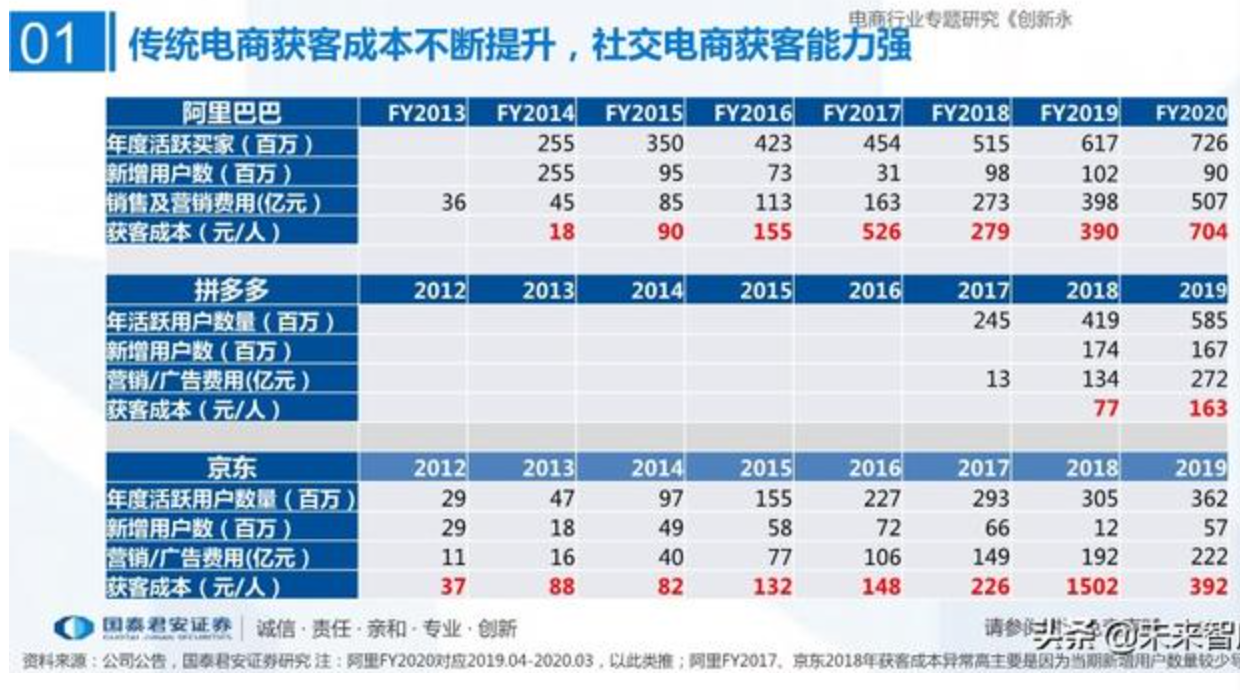 电商行业专题研究《创新永
01 传统电商获客成本不断提升，社交电商获客能力强
阿里巴巴 FY2013 FY2014 FY2015 FY2016 FY2017 FY2018 FY2019 FY2020
年度活跃买家（百万） 255 350 423 454 515 617 726
新增用户数（百万） 255 95 73 31 98 102 90
销售及营销费用(亿元） 36 45 85 113 163 273 398 507
获客成本（元/人） 18 90 155 526 279 390 704
拼多多 2012 2013 2014 2015 2016 2017 2018 2019
年活跃用户数量（百万） 245 419 585
新增用户数（百万） 174 167
营销/广告费用(亿元） 13 134 272
获客成本（元/人） 77 163
京东 2012 2013 2014 2015 2016 2017 2018 2019
年度活跃用户数量（百万） 29 47 97 155 227 293 305 362
新增用户数（百万） 29 18 49 58 72 66 12 57
营销/广告费用(亿元） 11 16 40 77 106 149 192 222
获客成本（元/人） 37 88 82 132 148 226 1502 392
国泰君安证券 诚信·责任·亲和·专业·创新
GUOTAI JUNAN SECURITIES
请参阅
头条 @未来智库
资料来源：公司公告，国泰君安证券研究 注：阿里FY2020对应2019.04-2020.03，以此类推；阿里FY2017、京东2018年获客成本异常高主要是因为当期新增用户数量较少导